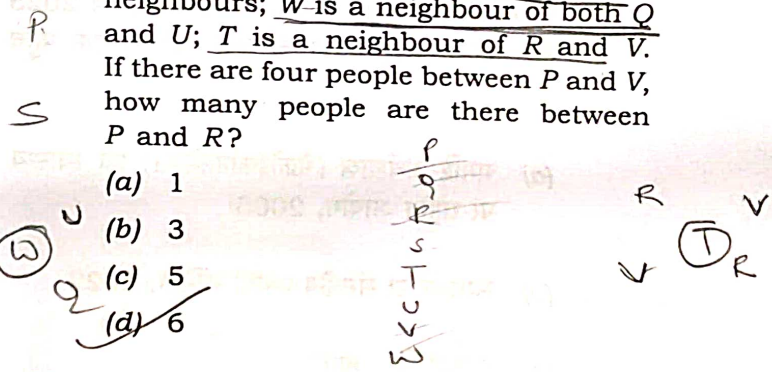 neighbours; W is a neighbour of both Q
and U; T is a neighbour of R and V.
If there are four people between P and V,
how many people are there between
P and R?
(a) 1
(b) 3
(c) 5
(d) 6
P.
S
U
W
Q
P
Q
R
S
T
U
V
W
R
V
V
T
R